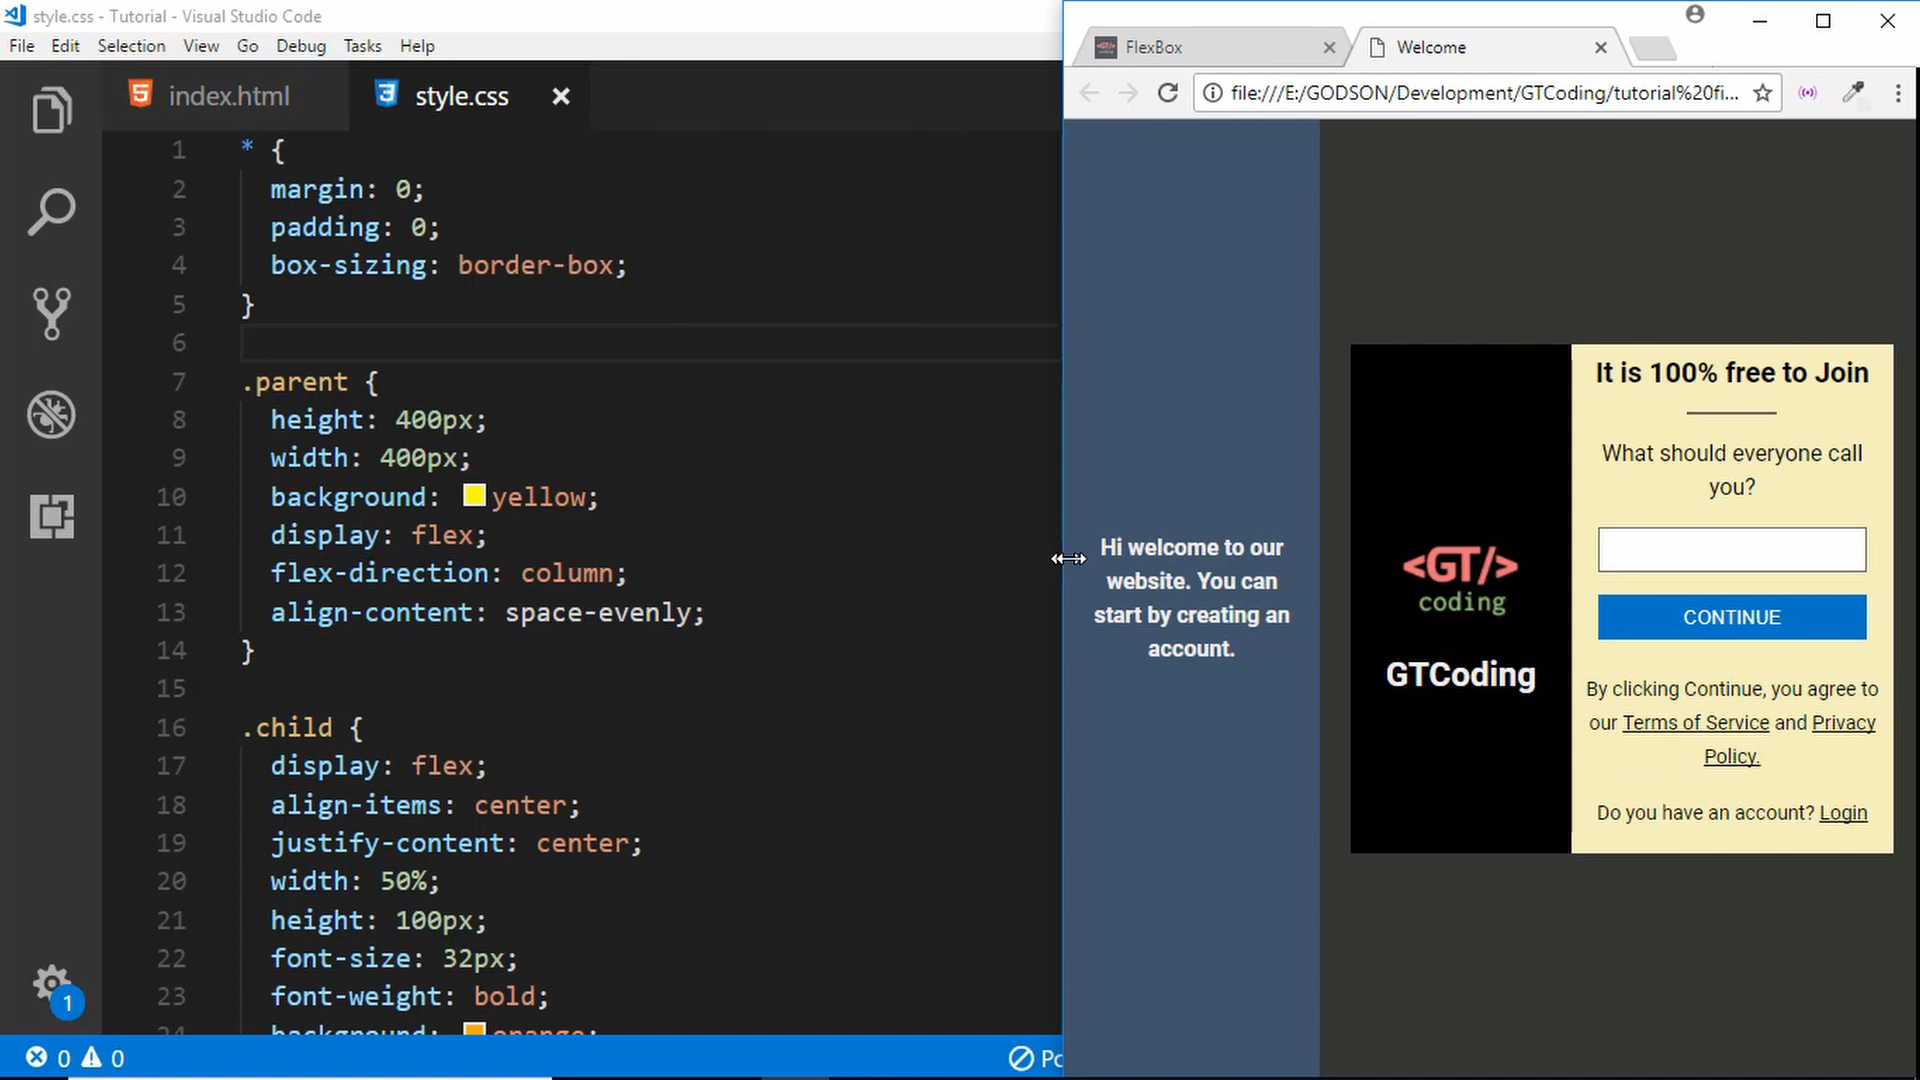 style.css - Tutorial - Visual Studio Code
File Edit Selection View Go Debug Tasks Help
index.html style.css
1 * {
2 margin: 0;
3 padding: 0;
4 box-sizing: border-box;
5 }
6
7 .parent {
8 height: 400px;
9 width: 400px;
10 background: yellow;
11 display: flex;
12 flex-direction: column;
13 align-content: space-evenly;
14 }
15
16 .child {
17 display: flex;
18 align-items: center;
19 justify-content: center;
20 width: 50%;
21 height: 100px;
22 font-size: 32px;
23 font-weight: bold;
24 background: orange;
1
0 0
FlexBox Welcome
file:///E:/GODSON/Development/GTCoding/tutorial%20fi...
Hi welcome to our
website. You can
start by creating an
account.
<GT/>
coding
GTCoding
It is 100% free to Join
What should everyone call
you?
CONTINUE
By clicking Continue, you agree to
our Terms of Service and Privacy
Policy.
Do you have an account? Login